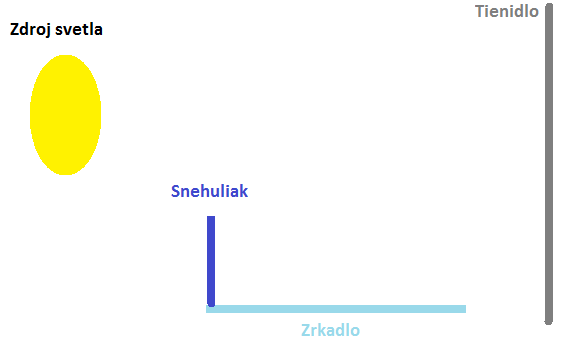 Tienidlo
Zdroj svetla
Snehuliak
Zrkadlo